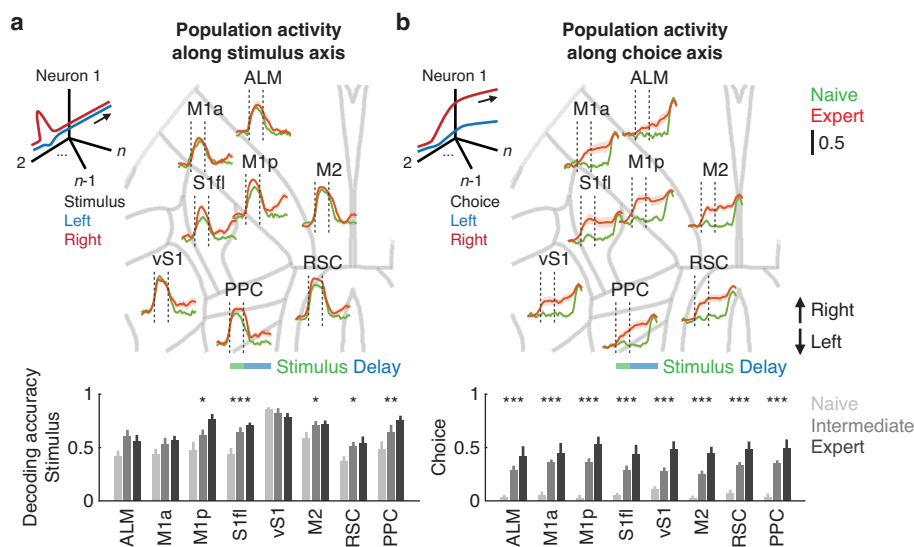 a
Population activity
along stimulus axis
Neuron 1
2
...
n
n-1
Stimulus
Left
Right
ALM
M1a
M1p
S1fl
M2
vS1
PPC
RSC
Stimulus Delay
b
Population activity
along choice axis
Neuron 1
2
...
n
n-1
Choice
Left
Right
ALM
M1a
M1p
S1fl
M2
vS1
PPC
RSC
Naive
Expert
0.5
Right
Left
Stimulus Delay
Decoding accuracy
Stimulus
1
0.5
0
* *** * * **
ALM M1a M1p S1fl vS1 M2 RSC PPC
Choice
1
0.5
0
*** *** *** *** *** *** *** ***
ALM M1a M1p S1fl vS1 M2 RSC PPC
Naive
Intermediate
Expert